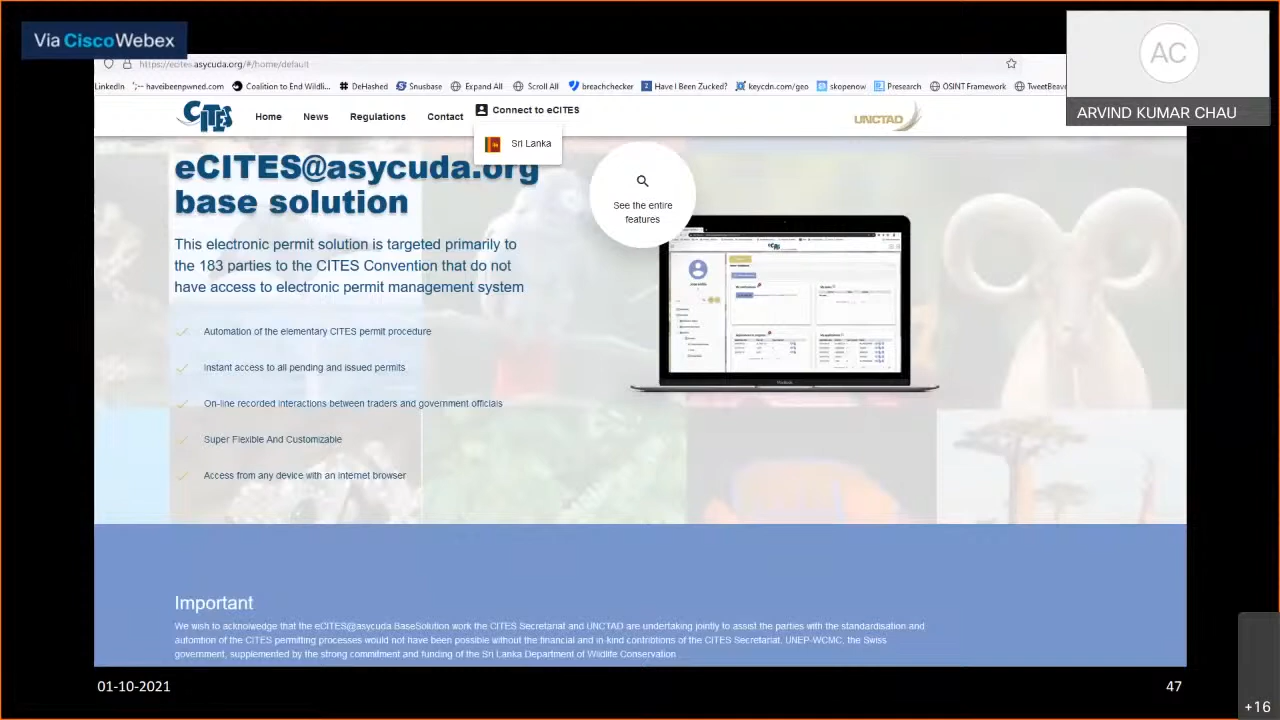 Via CiscoWebex
AC
ARVIND KUMAR CHAU
https://ecites.asycuda.org/#/home/default
LinkedIn
haveibeenpwned.com
Coalition to End Wildli...
DeHashed
Snusbase
Expand All
Scroll All
breachchecker
Have I Been Zucked?
keycdn.com/geo
skopenow
Presearch
OSINT Framework
TweetBeave
CITES
Home
News
Regulations
Contact
Connect to eCITES
Sri Lanka
UNCTAD
eCITES@asycuda.org
base solution
See the entire
features
This electronic permit solution is targeted primarily to
the 183 parties to the CITES Convention that do not
have access to electronic permit management system
Automation of the elementary CITES permit procedure
Instant access to all pending and issued permits
On-line recorded interactions between traders and government officials
Super Flexible And Customizable
Access from any device with an internet browser
Important
We wish to acknolwedge that the eCITES@asycuda BaseSolution work the CITES Secretariat and UNCTAD are undertaking jointly to assist the parties with the standardisation and
automtion of the CITES permitting processes would not have been possible without the financial and in-kind contribtions of the CITES Secretariat, UNEP-WCMC, the Swiss
government, supplemented by the strong commitment and funding of the Sri Lanka Department of Wildlife Conservation
01-10-2021
47
+16